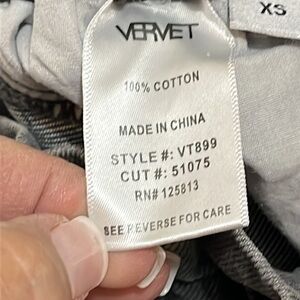 VERVET
XS
100% COTTON
MADE IN CHINA
STYLE #: VT899
CUT #: 51075
RN# 125813
SEE REVERSE FOR CARE